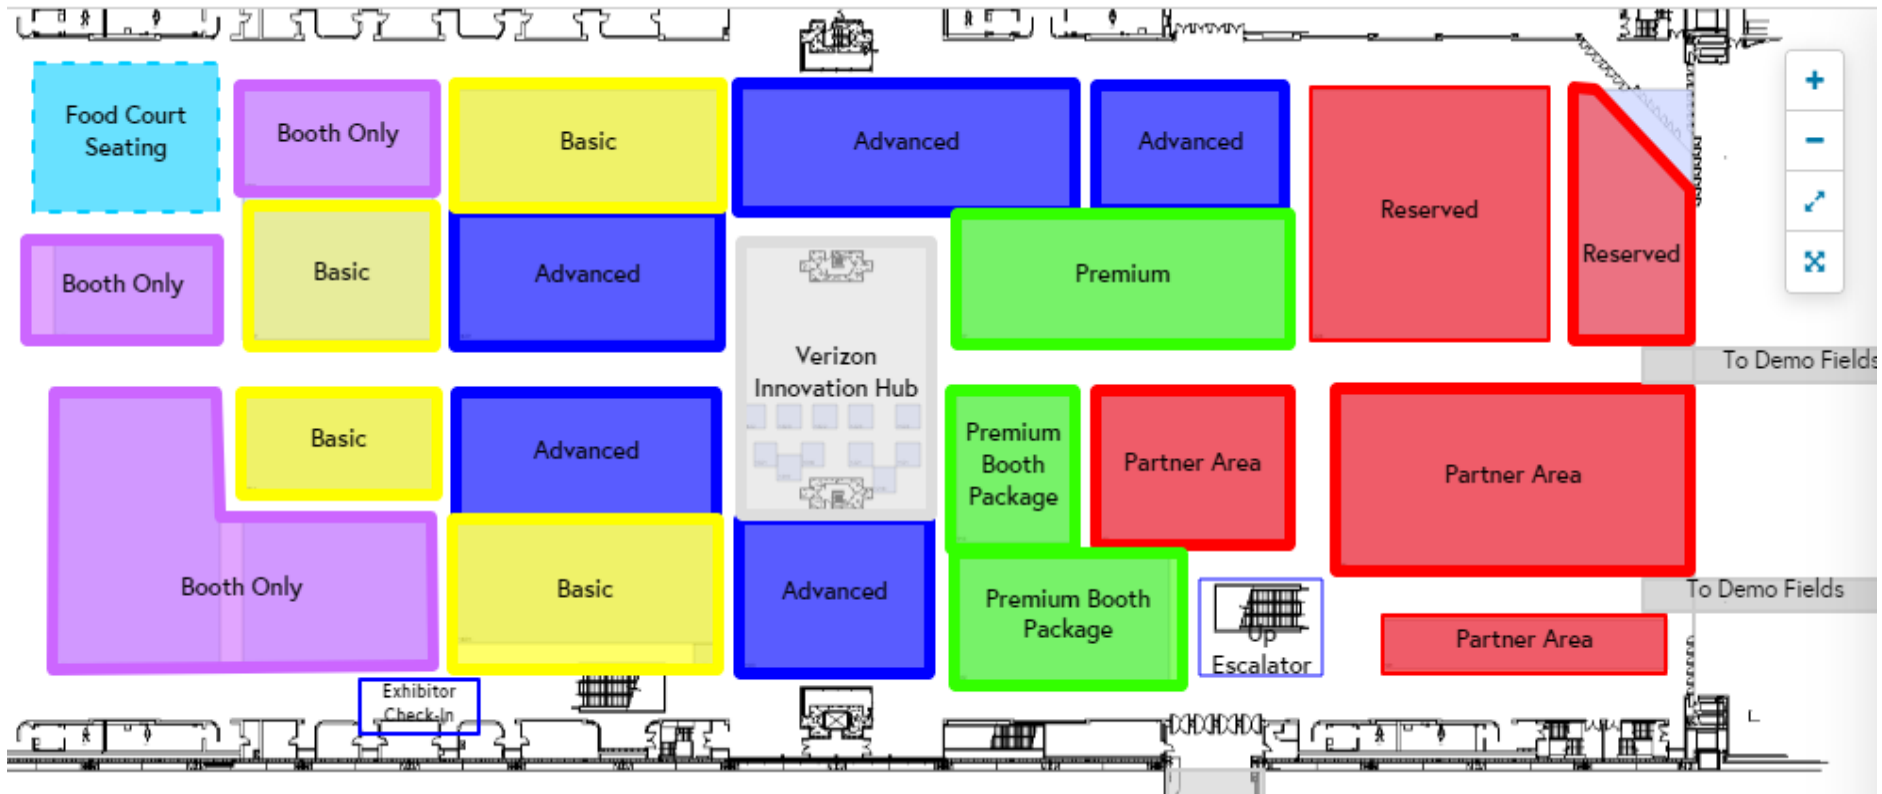 Food Court
Seating
Booth Only
Basic
Advanced
Advanced
Reserved
Reserved
Booth Only
Basic
Advanced
Premium
Verizon
Innovation Hub
To Demo Fields
Basic
Advanced
Premium
Booth
Package
Partner Area
Partner Area
Booth Only
Basic
Advanced
Premium Booth
Package
Up
Escalator
To Demo Fields
Partner Area
Exhibitor
Check-In